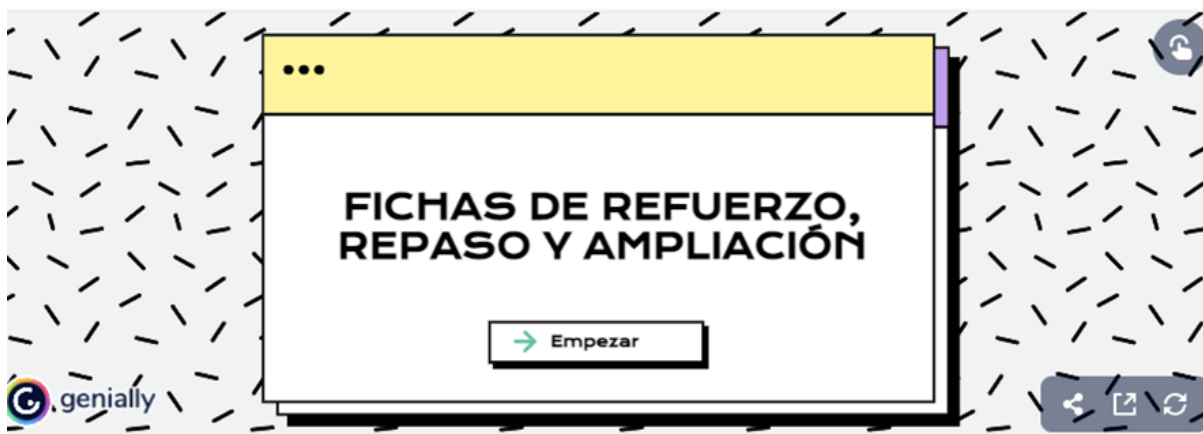 FICHAS DE REFUERZO,
REPASO Y AMPLIACIÓN
Empezar
genially